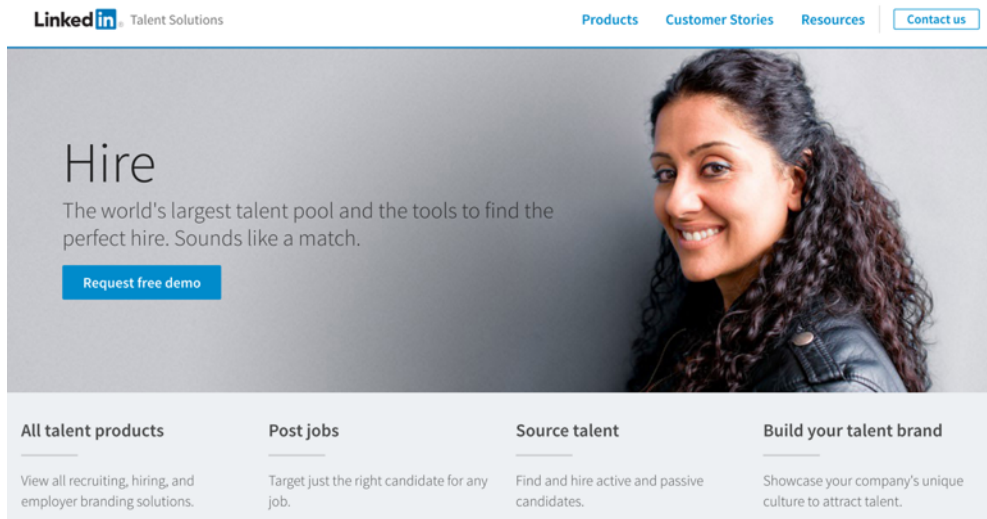 Linked in. Talent Solutions
Products Customer Stories Resources Contact us
Hire
The world's largest talent pool and the tools to find the
perfect hire. Sounds like a match.
Request free demo
All talent products
View all recruiting, hiring, and
employer branding solutions.
Post jobs
Target just the right candidate for any
job.
Source talent
Find and hire active and passive
candidates.
Build your talent brand
Showcase your company's unique
culture to attract talent.